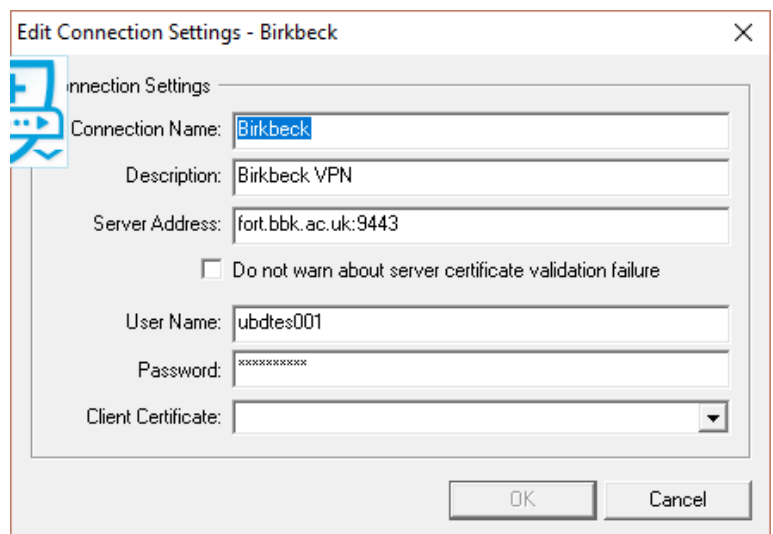 Edit Connection Settings - Birkbeck
nnection Settings
Connection Name: Birkbeck
Description: Birkbeck VPN
Server Address: fort.bbk.ac.uk:9443
Do not warn about server certificate validation failure
User Name: ubdtes001
Password: **********
Client Certificate:
OK Cancel